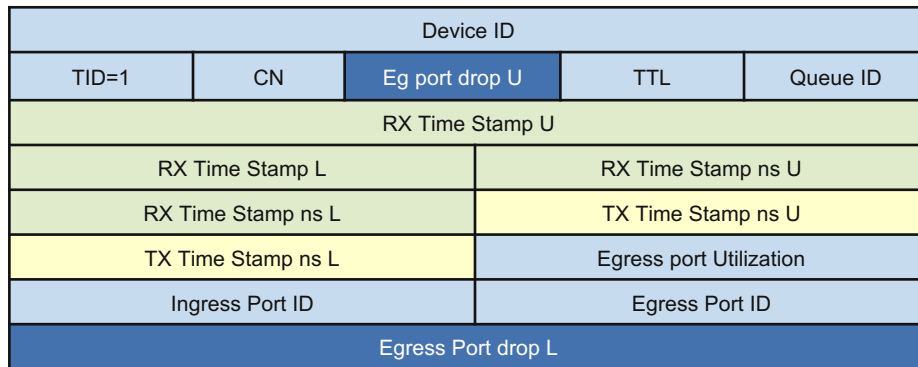 Device ID
TID=1 CN Eg port drop U TTL Queue ID
RX Time Stamp U
RX Time Stamp L RX Time Stamp ns U
RX Time Stamp ns L TX Time Stamp ns U
TX Time Stamp ns L Egress port Utilization
Ingress Port ID Egress Port ID
Egress Port drop L